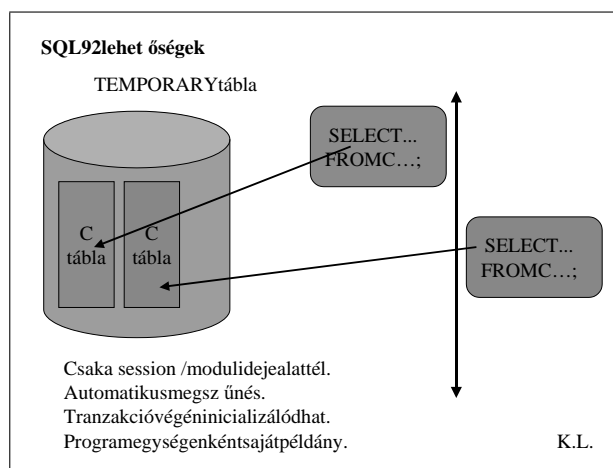 SQL92lehet őségek
TEMPORARYtábla
SELECT...
FROMC…;
C
tábla
C
tábla
SELECT...
FROMC…;
Csaka session /modulidejealattél.
Automatikusmegsz űnés.
Tranzakcióvégéninicializálódhat.
Programegységenkéntsajátpéldány.
K.L.